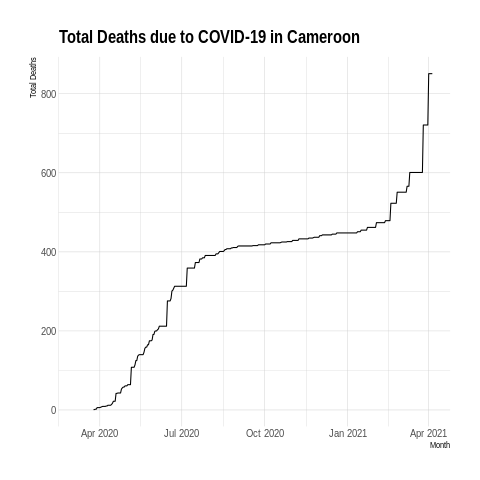 Total Deaths due to COVID-19 in Cameroon
Total Deaths
800
600
400
200
0
Apr 2020 Jul 2020 Oct 2020 Jan 2021 Apr 2021
Month